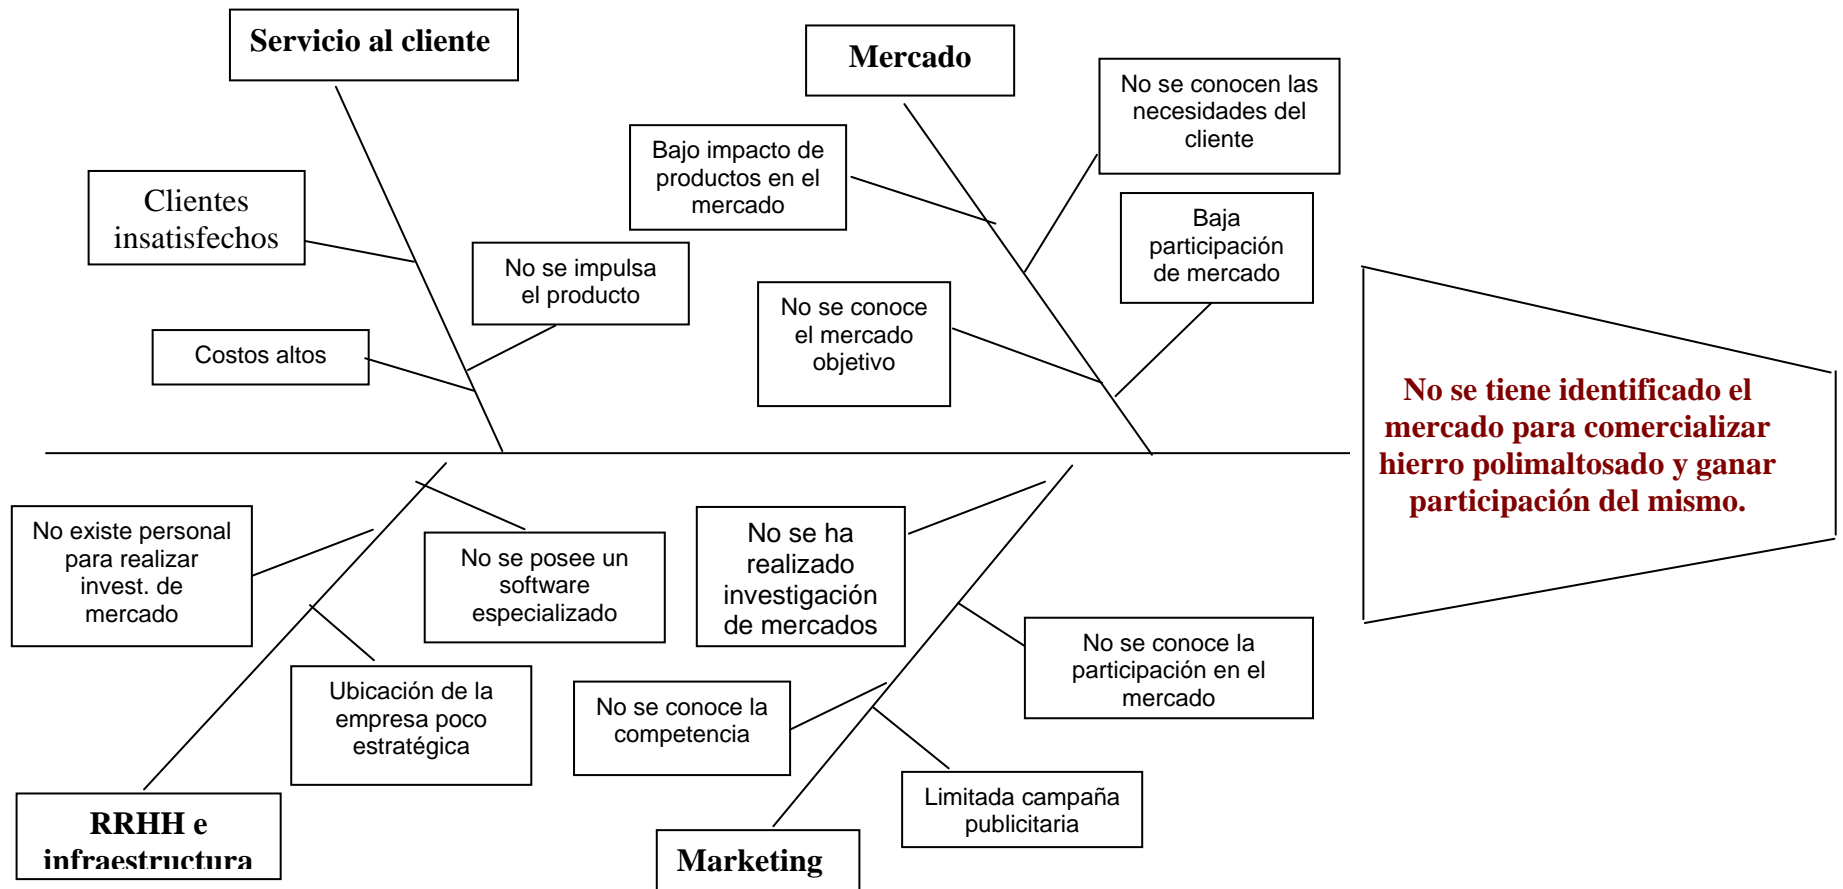 Servicio al cliente
Mercado
No se conocen las
necesidades del
cliente
Bajo impacto de
productos en el
mercado
Clientes
insatisfechos
Baja
participación
de mercado
No se impulsa
el producto
No se conoce
el mercado
objetivo
Costos altos
No se tiene identificado el
mercado para comercializar
hierro polimaltosado y ganar
participación del mismo.
No existe personal
para realizar
invest. de
mercado
No se posee un
software
especializado
No se ha
realizado
investigación
de mercados
No se conoce la
participación en el
mercado
Ubicación de la
empresa poco
estratégica
No se conoce la
competencia
Limitada campaña
publicitaria
RRHH e
infraestructura
Marketing